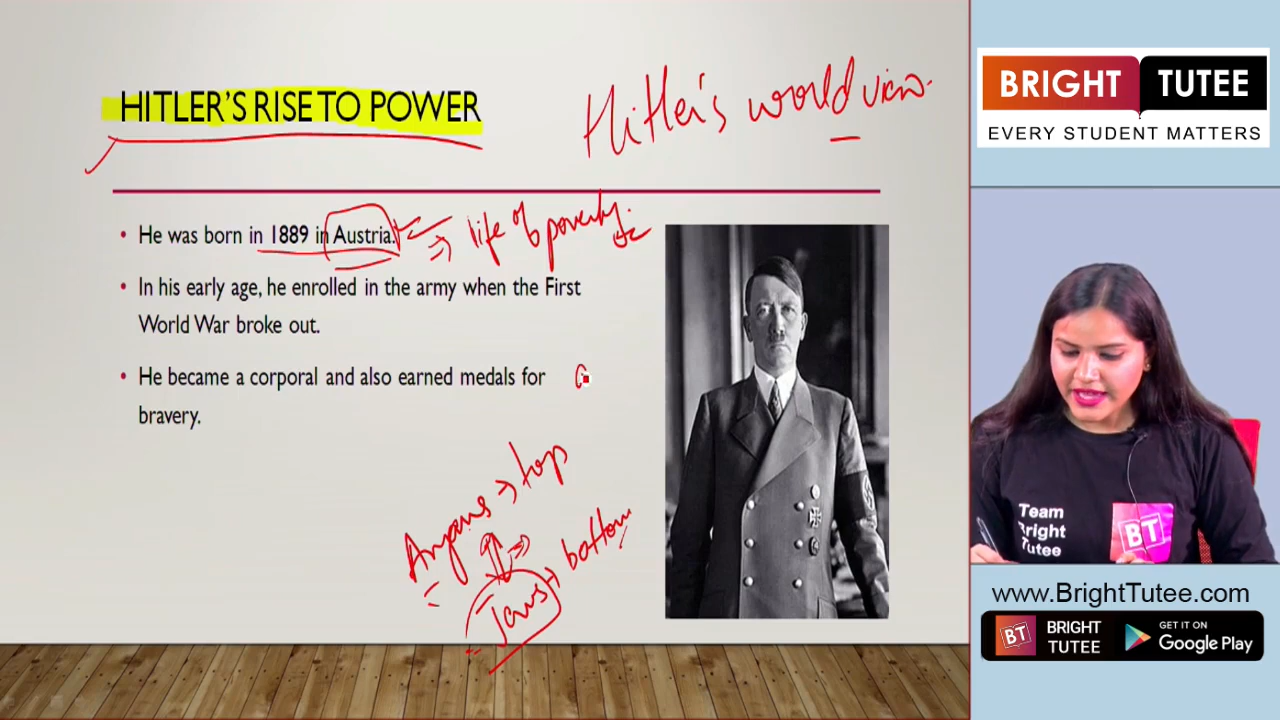 HITLER'S RISE TO POWER
Hitler's world view.
• He was born in 1889 in Austria.
⇒ life of poverty.
• In his early age, he enrolled in the army when the First
World War broke out.
• He became a corporal and also earned medals for
bravery.
Aryans → top
Jews → bottom
BRIGHT TUTEE
EVERY STUDENT MATTERS
Team
Bright
Tutee
BT
www.BrightTutee.com
BT
BRIGHT
TUTEE
GET IT ON
Google Play